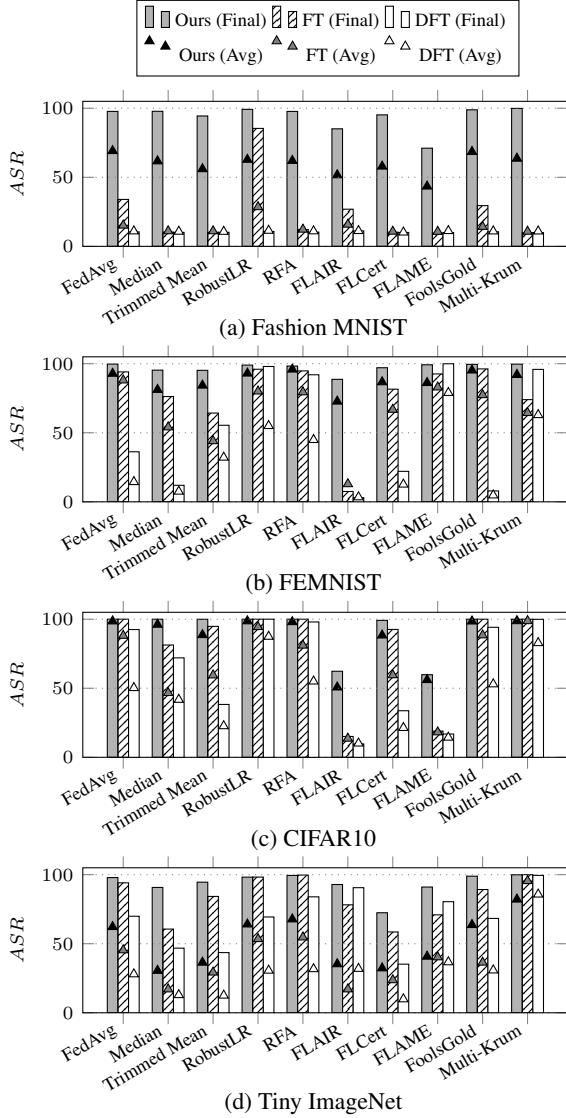 Ours (Final) FT (Final) DFT (Final)
Ours (Avg) FT (Avg) DFT (Avg)
100
50
0
ASR
FedAvg
Median
Trimmed Mean
RobustLR
RFA
FLAIR
FLCert
FLAME
FoolsGold
Multi-Krum
(a) Fashion MNIST
100
50
0
ASR
FedAvg
Median
Trimmed Mean
RobustLR
RFA
FLAIR
FLCert
FLAME
FoolsGold
Multi-Krum
(b) FEMNIST
100
50
0
ASR
FedAvg
Median
Trimmed Mean
RobustLR
RFA
FLAIR
FLCert
FLAME
FoolsGold
Multi-Krum
(c) CIFAR10
100
50
0
ASR
FedAvg
Median
Trimmed Mean
RobustLR
RFA
FLAIR
FLCert
FLAME
FoolsGold
Multi-Krum
(d) Tiny ImageNet